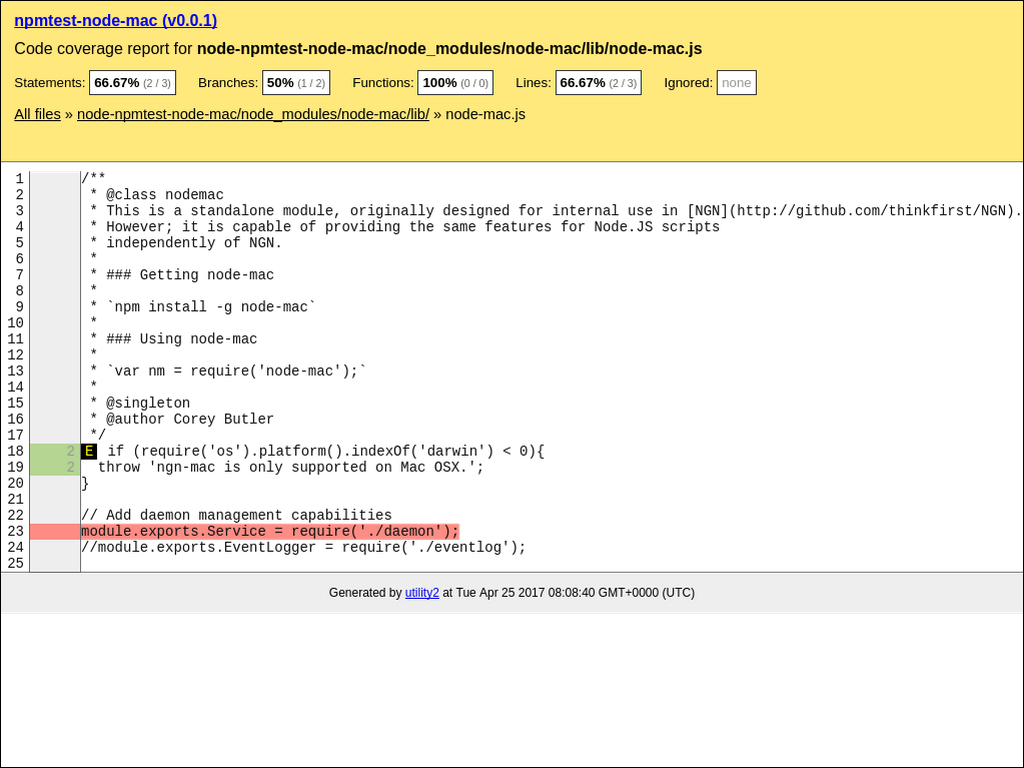 npmtest-node-mac (v0.0.1)
Code coverage report for node-npmtest-node-mac/node_modules/node-mac/lib/node-mac.js
Statements: 66.67% (2 / 3) Branches: 50% (1 / 2) Functions: 100% (0 / 0) Lines: 66.67% (2 / 3) Ignored: none
All files » node-npmtest-node-mac/node_modules/node-mac/lib/ » node-mac.js
1 /**
2  * @class nodemac
3  * This is a standalone module, originally designed for internal use in [NGN](http://github.com/thinkfirst/NGN).
4  * However; it is capable of providing the same features for Node.JS scripts
5  * independently of NGN.
6  *
7  * ### Getting node-mac
8  *
9  * `npm install -g node-mac`
10  *
11  * ### Using node-mac
12  *
13  * `var nm = require('node-mac');`
14  *
15  * @singleton
16  * @author Corey Butler
17  */
18 2 E if (require('os').platform().indexOf('darwin') < 0){
19 2   throw 'ngn-mac is only supported on Mac OSX.';
20 }
21
22 // Add daemon management capabilities
23 module.exports.Service = require('./daemon');
24 //module.exports.EventLogger = require('./eventlog');
25
Generated by utility2 at Tue Apr 25 2017 08:08:40 GMT+0000 (UTC)